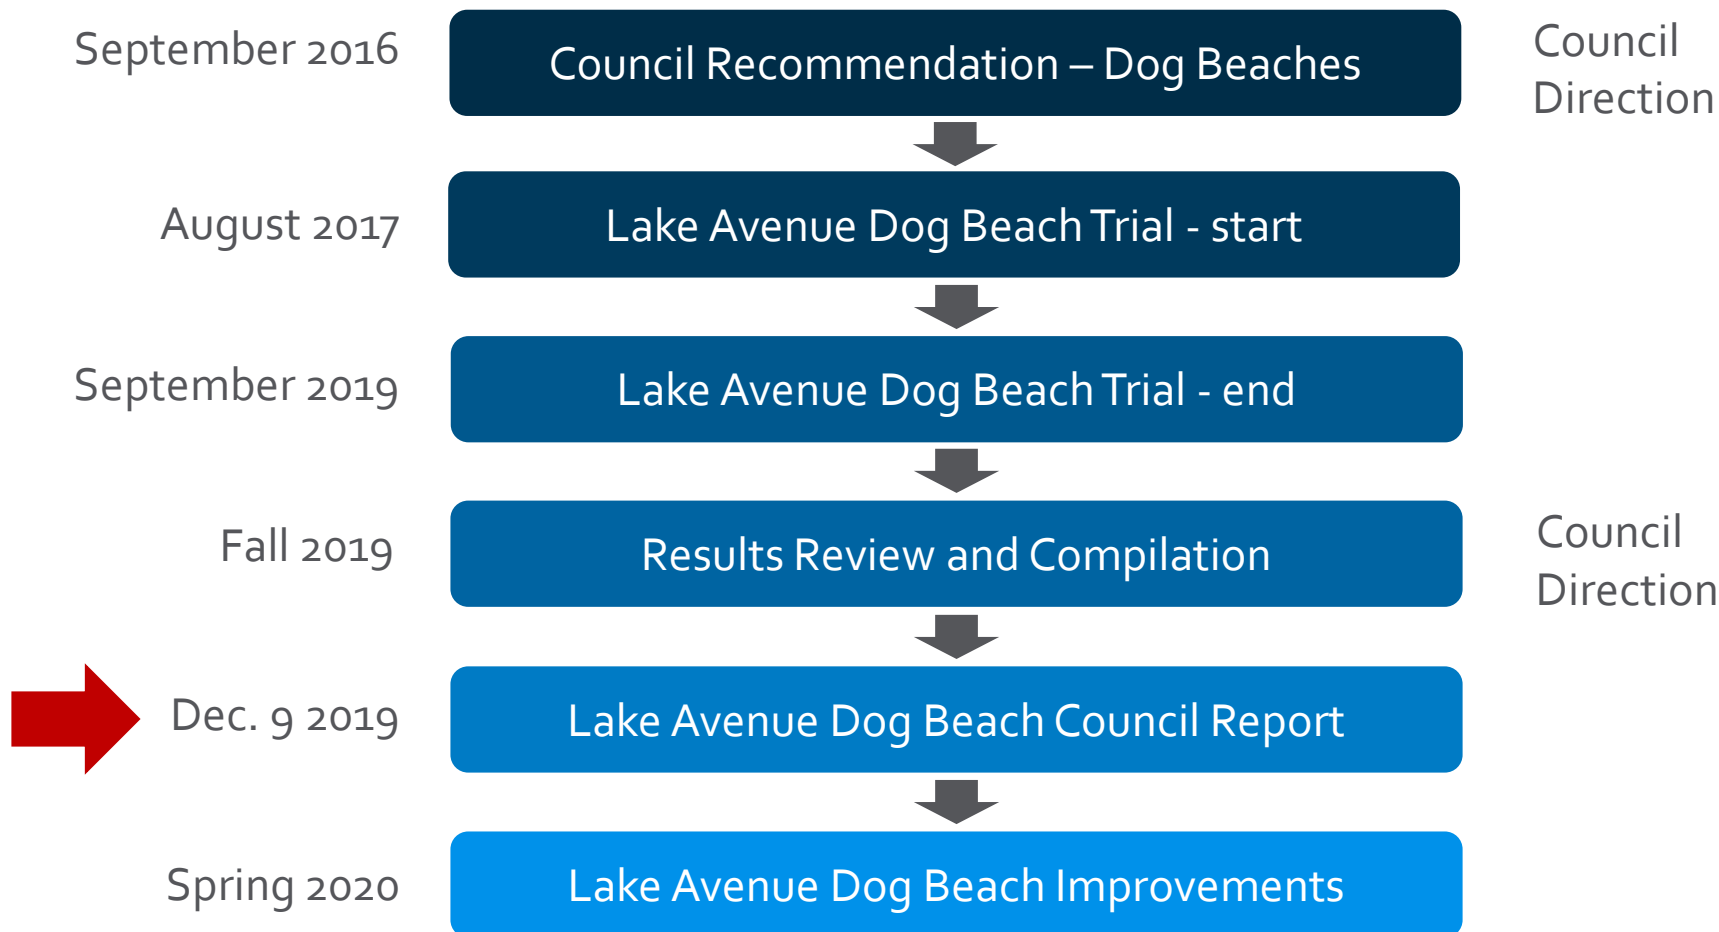 September 2016
Council Recommendation – Dog Beaches
Council
Direction
August 2017
Lake Avenue Dog Beach Trial - start
September 2019
Lake Avenue Dog Beach Trial - end
Fall 2019
Results Review and Compilation
Council
Direction
Dec. 9 2019
Lake Avenue Dog Beach Council Report
Spring 2020
Lake Avenue Dog Beach Improvements